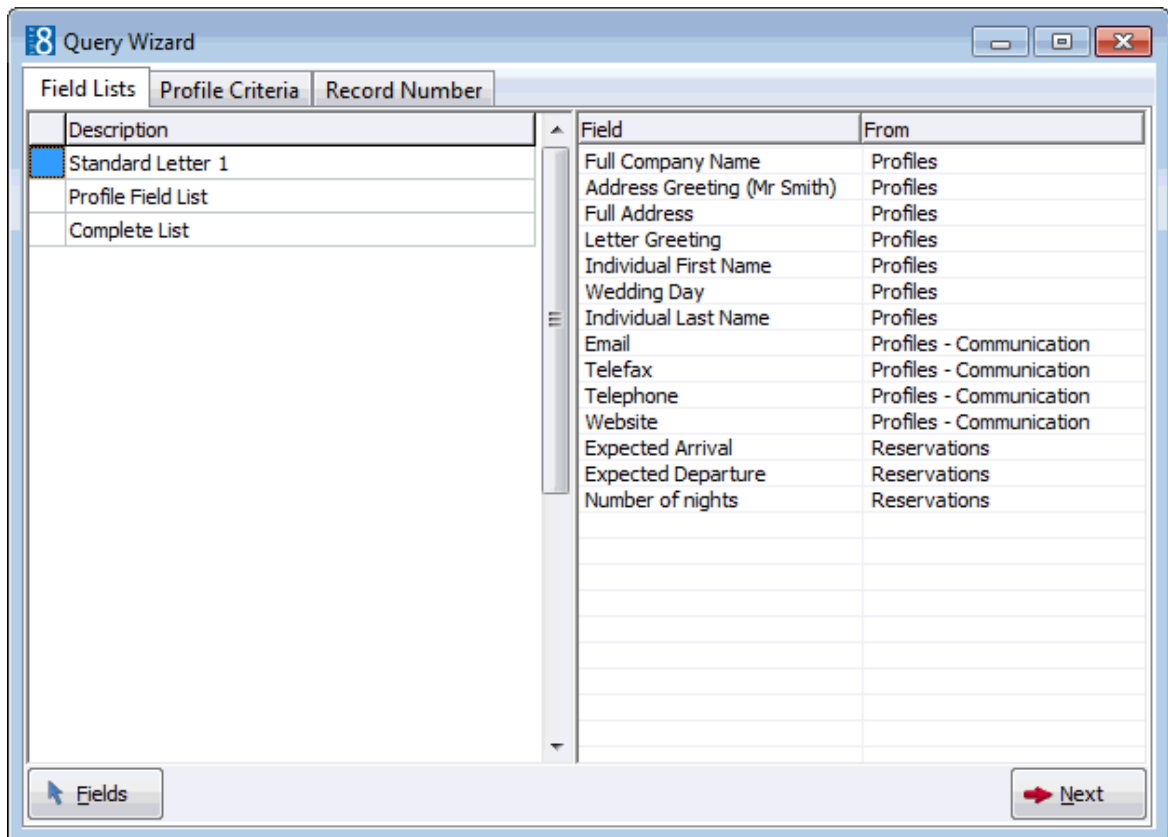 8 Query Wizard
Field Lists Profile Criteria Record Number
Description
Standard Letter 1
Profile Field List
Complete List
Field From
Full Company Name Profiles
Address Greeting (Mr Smith) Profiles
Full Address Profiles
Letter Greeting Profiles
Individual First Name Profiles
Wedding Day Profiles
Individual Last Name Profiles
Email Profiles - Communication
Telefax Profiles - Communication
Telephone Profiles - Communication
Website Profiles - Communication
Expected Arrival Reservations
Expected Departure Reservations
Number of nights Reservations
Fields Next